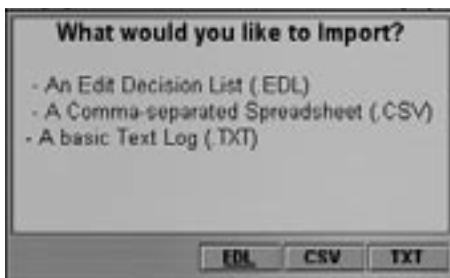 What would you like to Import?
- An Edit Decision List (.EDL)
- A Comma-separated Spreadsheet (.CSV)
- A basic Text Log (.TXT)
EDL CSV TXT